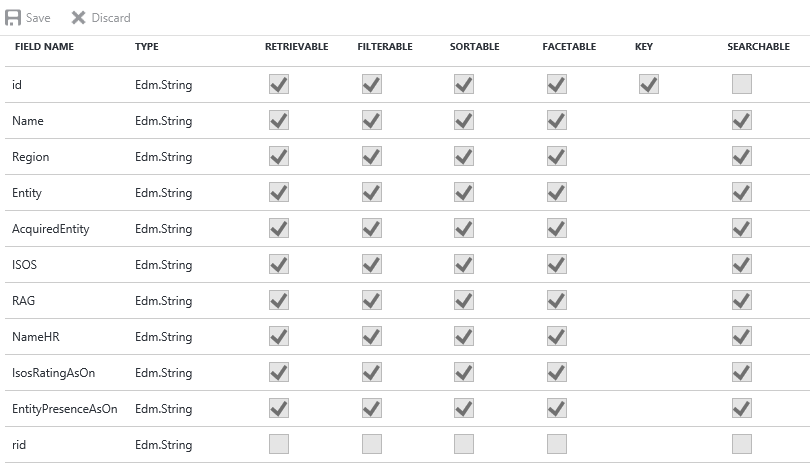 Save Discard
FIELD NAME TYPE RETRIEVABLE FILTERABLE SORTABLE FACETABLE KEY SEARCHABLE
id Edm.String
Name Edm.String
Region Edm.String
Entity Edm.String
AcquiredEntity Edm.String
ISOS Edm.String
RAG Edm.String
NameHR Edm.String
IsosRatingAsOn Edm.String
EntityPresenceAsOn Edm.String
rid Edm.String